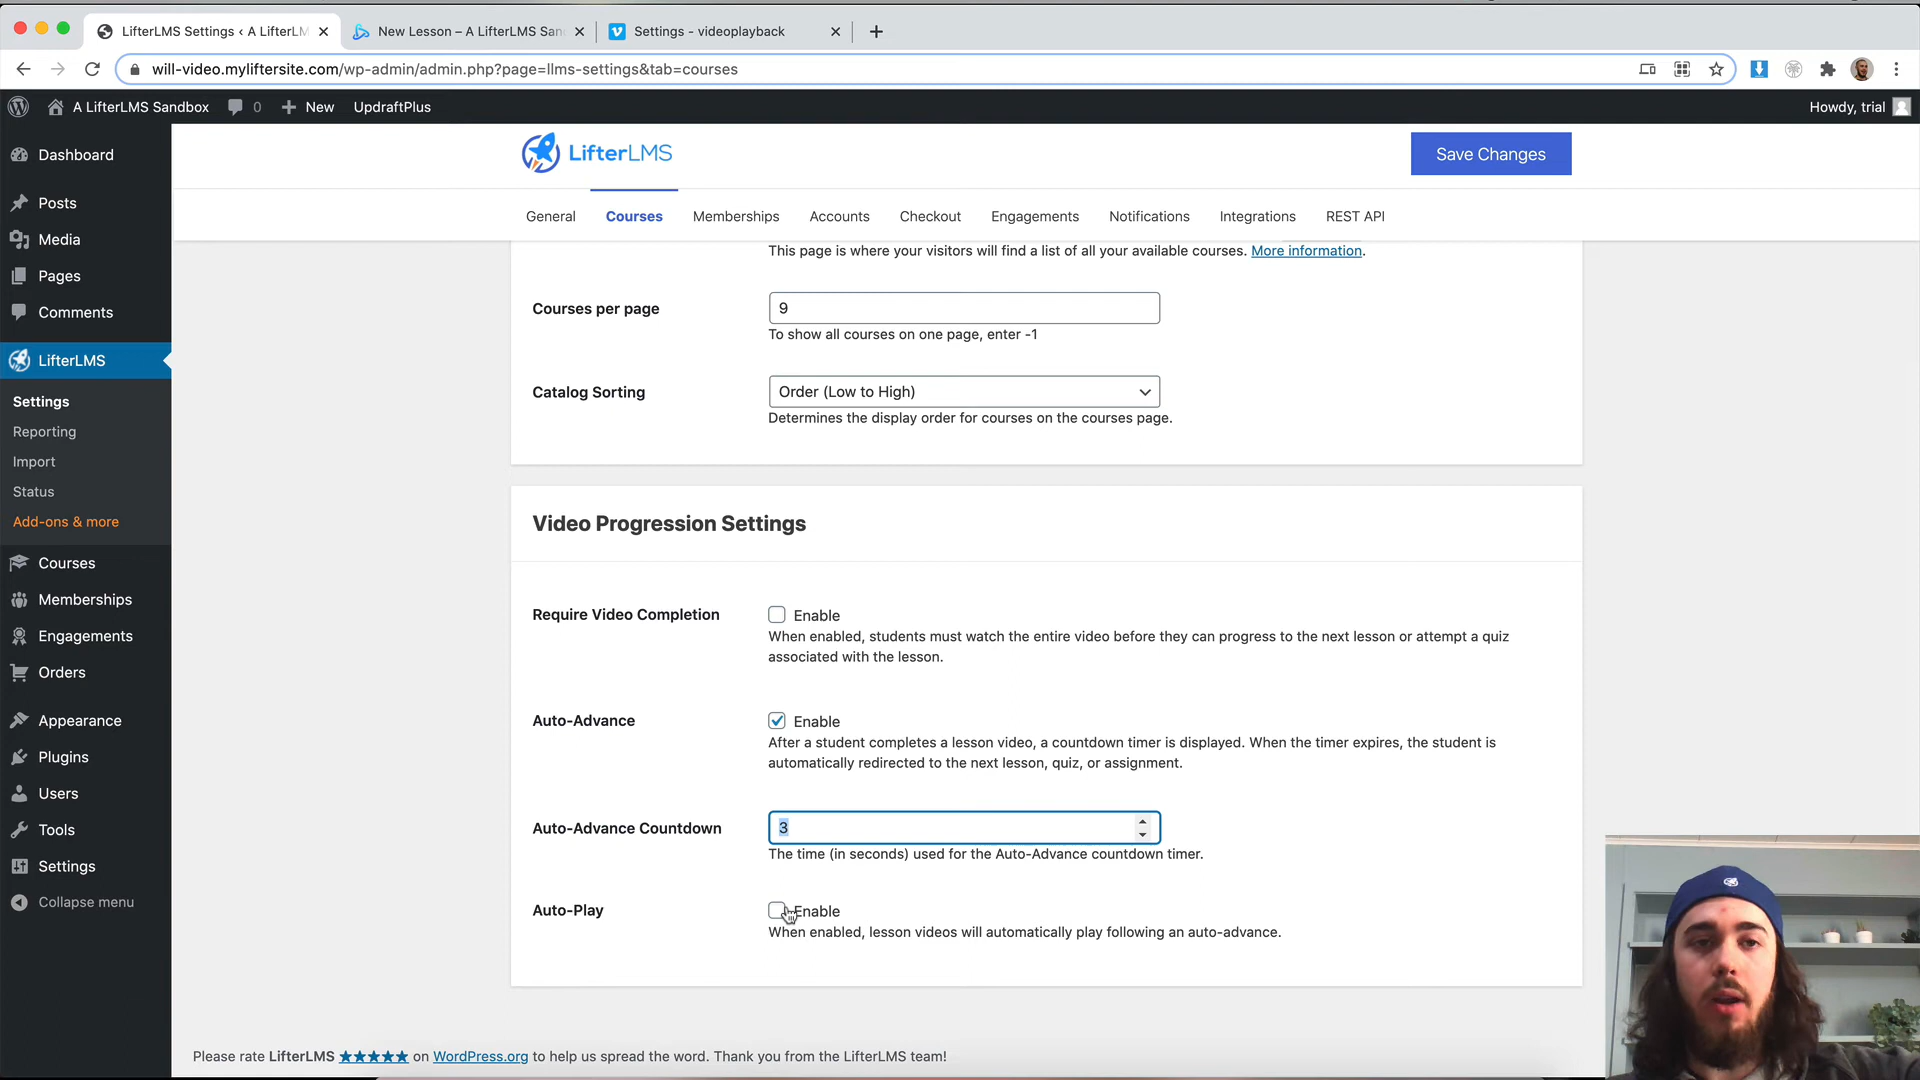 LifterLMS Settings ‹ A LifterLM
New Lesson – A LifterLMS San
Settings - videoplayback
will-video.myliftersite.com/wp-admin/admin.php?page=llms-settings&tab=courses
A LifterLMS Sandbox
0
New
UpdraftPlus
Howdy, trial
Dashboard
Posts
Media
Pages
Comments
LifterLMS
Settings
Reporting
Import
Status
Add-ons & more
Courses
Memberships
Engagements
Orders
Appearance
Plugins
Users
Tools
Settings
Collapse menu
LifterLMS
Save Changes
General
Courses
Memberships
Accounts
Checkout
Engagements
Notifications
Integrations
REST API
This page is where your visitors will find a list of all your available courses. More information.
Courses per page
9
To show all courses on one page, enter -1
Catalog Sorting
Order (Low to High)
Determines the display order for courses on the courses page.
Video Progression Settings
Require Video Completion
Enable
When enabled, students must watch the entire video before they can progress to the next lesson or attempt a quiz
associated with the lesson.
Auto-Advance
Enable
After a student completes a lesson video, a countdown timer is displayed. When the timer expires, the student is
automatically redirected to the next lesson, quiz, or assignment.
Auto-Advance Countdown
3
The time (in seconds) used for the Auto-Advance countdown timer.
Auto-Play
Enable
When enabled, lesson videos will automatically play following an auto-advance.
Please rate LifterLMS ★★★★★ on WordPress.org to help us spread the word. Thank you from the LifterLMS team!